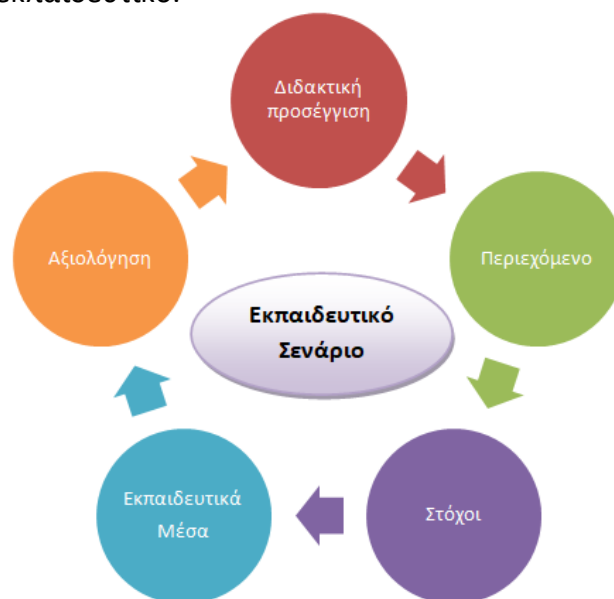 Διδακτική
προσέγγιση
Περιεχόμενο
Στόχοι
Εκπαιδευτικά
Μέσα
Αξιολόγηση
Εκπαιδευτικό
Σενάριο